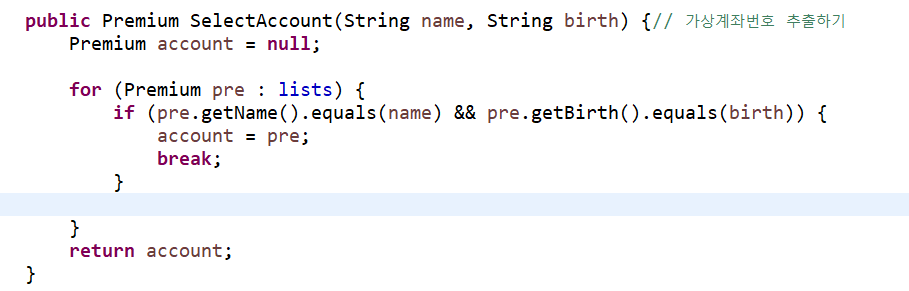 public Premium SelectAccount(String name, String birth) {// 가상계좌번호 추출하기
Premium account = null;
for (Premium pre : lists) {
if (pre.getName().equals(name) && pre.getBirth().equals(birth)) {
account = pre;
break;
}
}
return account;
}